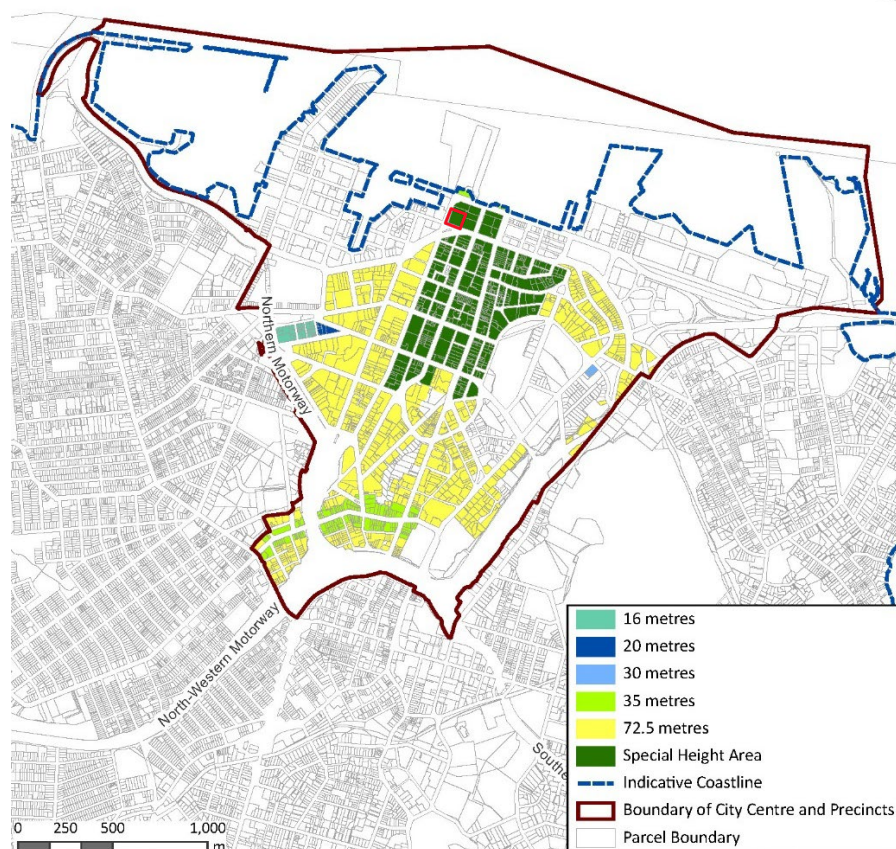 Northern Motorway
North-Western Motorway
16 metres
20 metres
30 metres
35 metres
72.5 metres
Special Height Area
Indicative Coastline
Boundary of City Centre and Precincts
Parcel Boundary
0 250 500 1,000
m